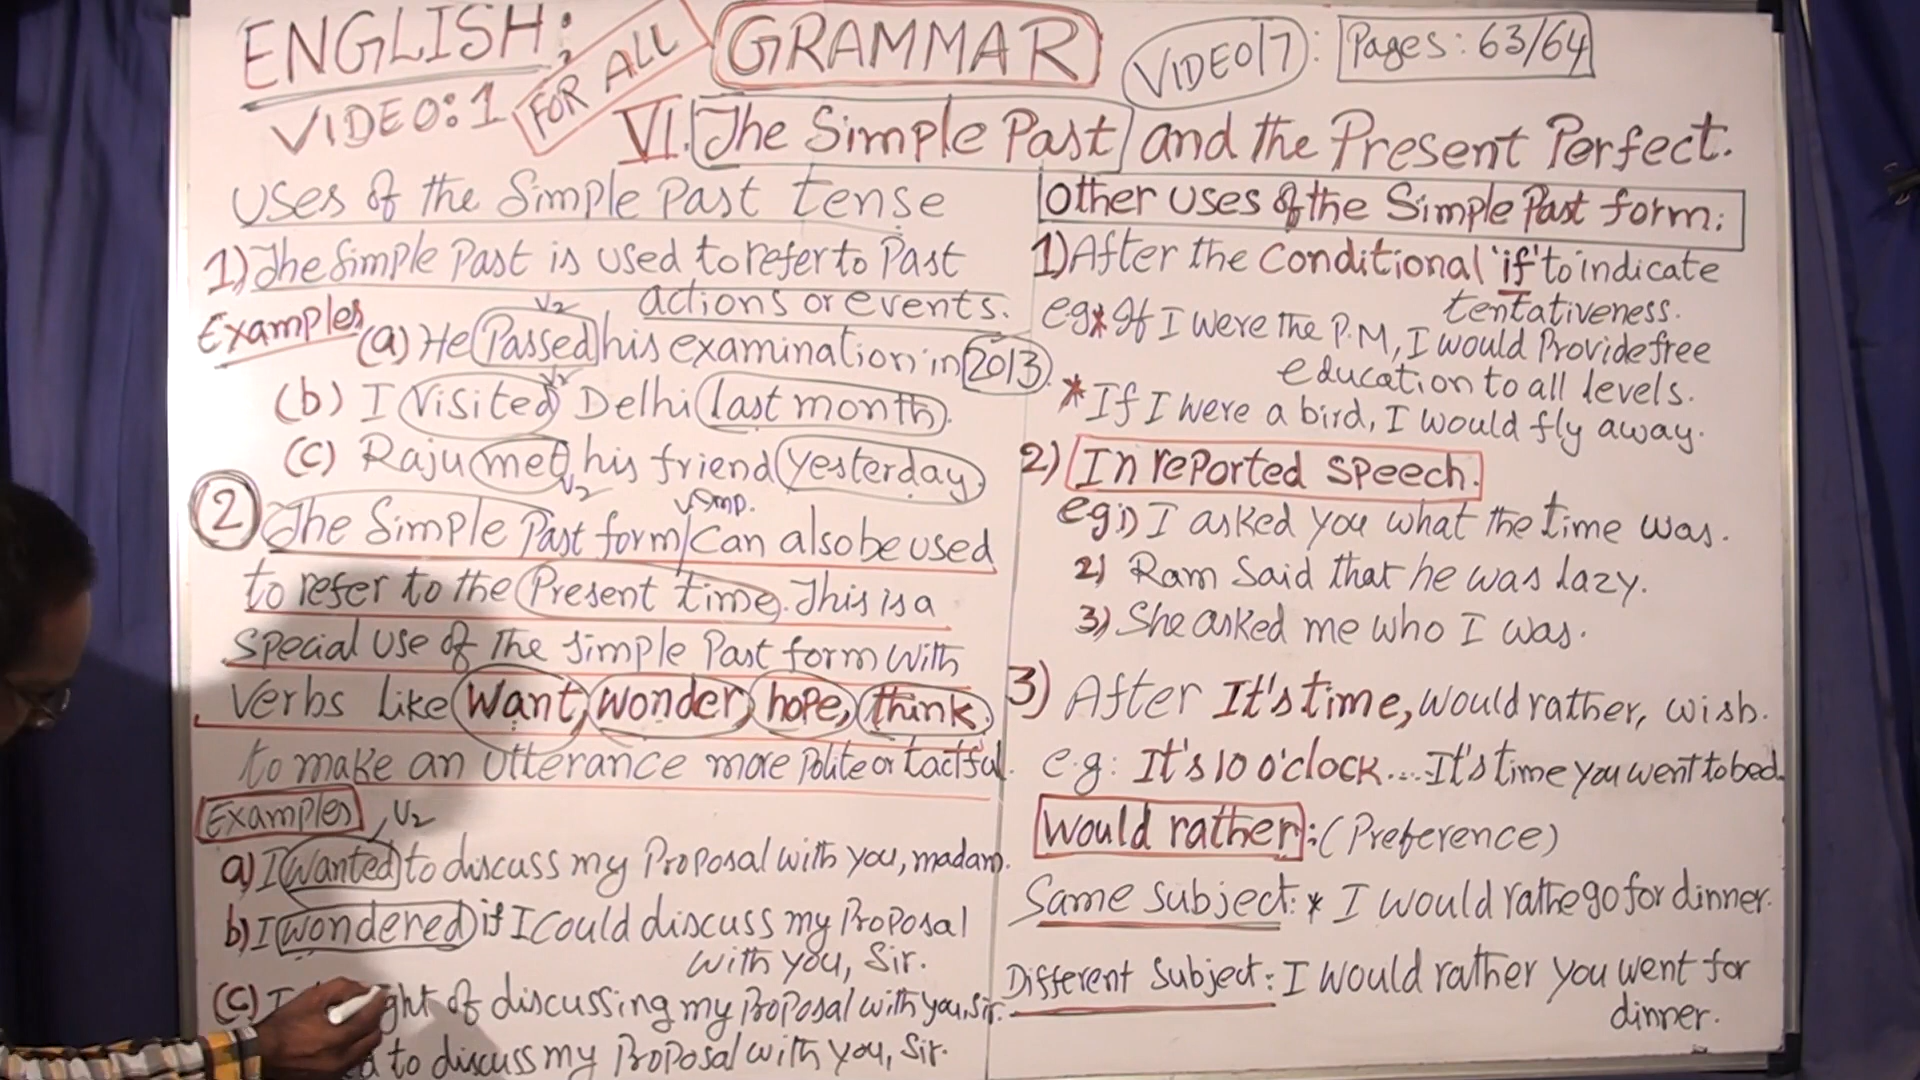 ENGLISH: GRAMMAR VIDEO/7: Pages: 63/64
VIDEO:1 FOR ALL
VI. The Simple Past and the Present Perfect.
Uses of the Simple Past tense
1) The Simple Past is used to refer to Past
actions or events.
V2
Examples (a) He Passed his examination in 2013.
V2
(b) I visited Delhi last month.
(c) Raju met his friend yesterday.
V2
V Imp.
2 The Simple Past form can also be used
to refer to the Present time. This is a
special use of the simple Past form with
verbs like want, wonder, hope, think.
to make an utterance more polite or tactful.
Examples V2
a) I wanted to discuss my Proposal with you, madam.
b) I wondered if I could discuss my Proposal
with you, Sir.
(c) I ght of discussing my Proposal with you, Sir.
d to discuss my Proposal with you, Sir.
Other uses of the Simple Past form:
1) After the conditional 'if' to indicate
tentativeness.
eg* If I were the P.M, I would Provide free
education to all levels.
* If I were a bird, I would fly away.
2) In reported speech.
eg:1) I asked you what the time was.
2) Ram said that he was lazy.
3) She asked me who I was.
3) After It's time, would rather, wish.
e.g: It's 10 o'clock.... It's time you went to bed.
Would rather: (Preference)
Same subject: * I would rathe go for dinner.
Different subject: I would rather you went for
dinner.